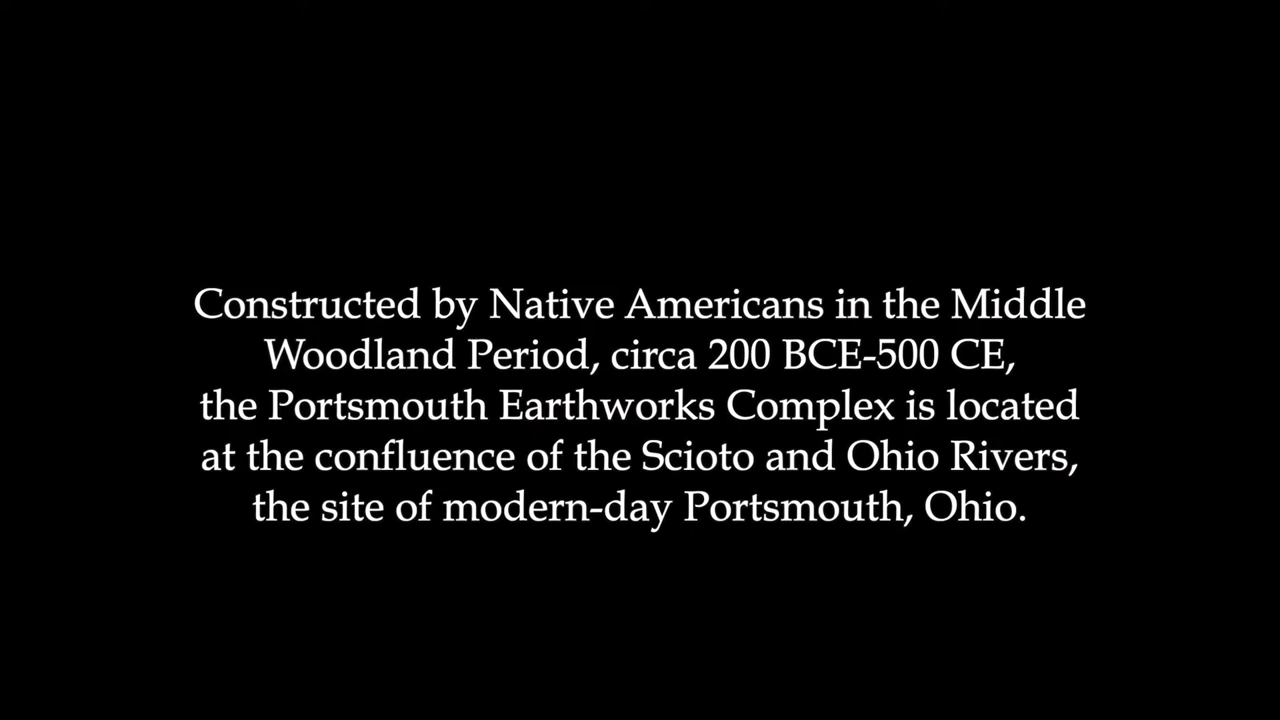 Constructed by Native Americans in the Middle
Woodland Period, circa 200 BCE-500 CE,
the Portsmouth Earthworks Complex is located
at the confluence of the Scioto and Ohio Rivers,
the site of modern-day Portsmouth, Ohio.